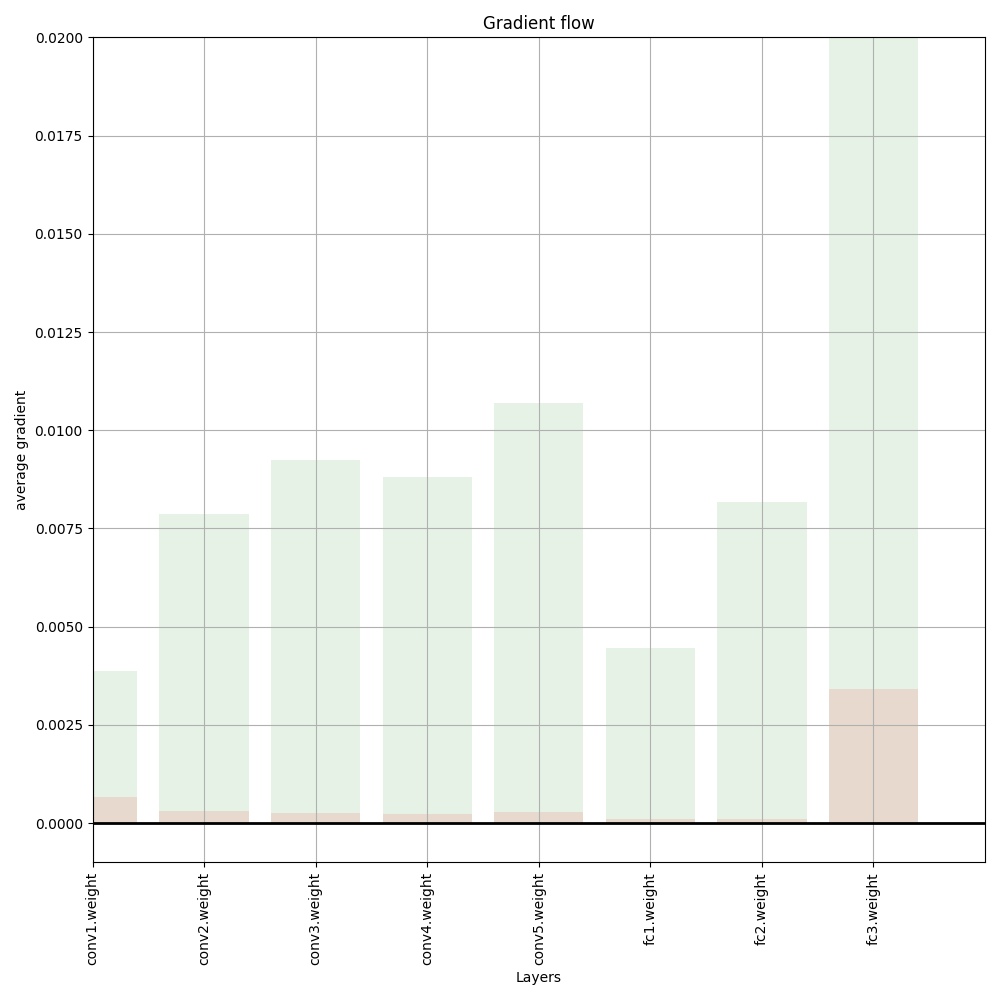 Gradient flow
0.0200
0.0175
0.0150
0.0125
0.0100
0.0075
0.0050
0.0025
0.0000
average gradient
conv1.weight
conv2.weight
conv3.weight
conv4.weight
conv5.weight
fc1.weight
fc2.weight
fc3.weight
Layers